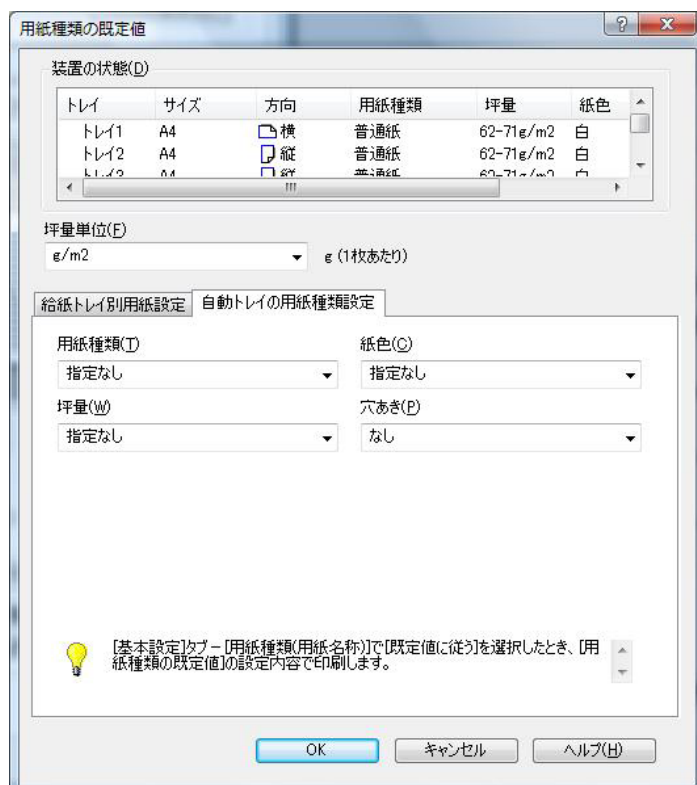 用紙種類の既定値
装置の状態(D)
トレイ サイズ 方向 用紙種類 坪量 紙色
トレイ1 A4 横 普通紙 62-71g/m2 白
トレイ2 A4 縦 普通紙 62-71g/m2 白
坪量単位(F)
g/m2 g (1枚あたり)
給紙トレイ別用紙設定 自動トレイの用紙種類設定
用紙種類(T) 紙色(C)
指定なし 指定なし
坪量(W) 穴あき(P)
指定なし なし
[基本設定]タブ－[用紙種類(用紙名称)]で[既定値に従う]を選択したとき、[用
紙種類の既定値]の設定内容で印刷します。
OK キャンセル ヘルプ(H)